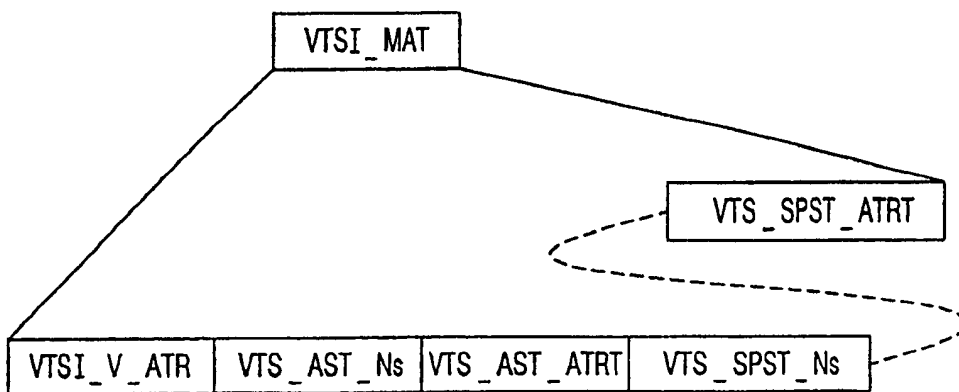 VTSI_MAT
VTS_SPST_ATRT
VTSI_V_ATR VTS_AST_Ns VTS_AST_ATRT VTS_SPST_Ns